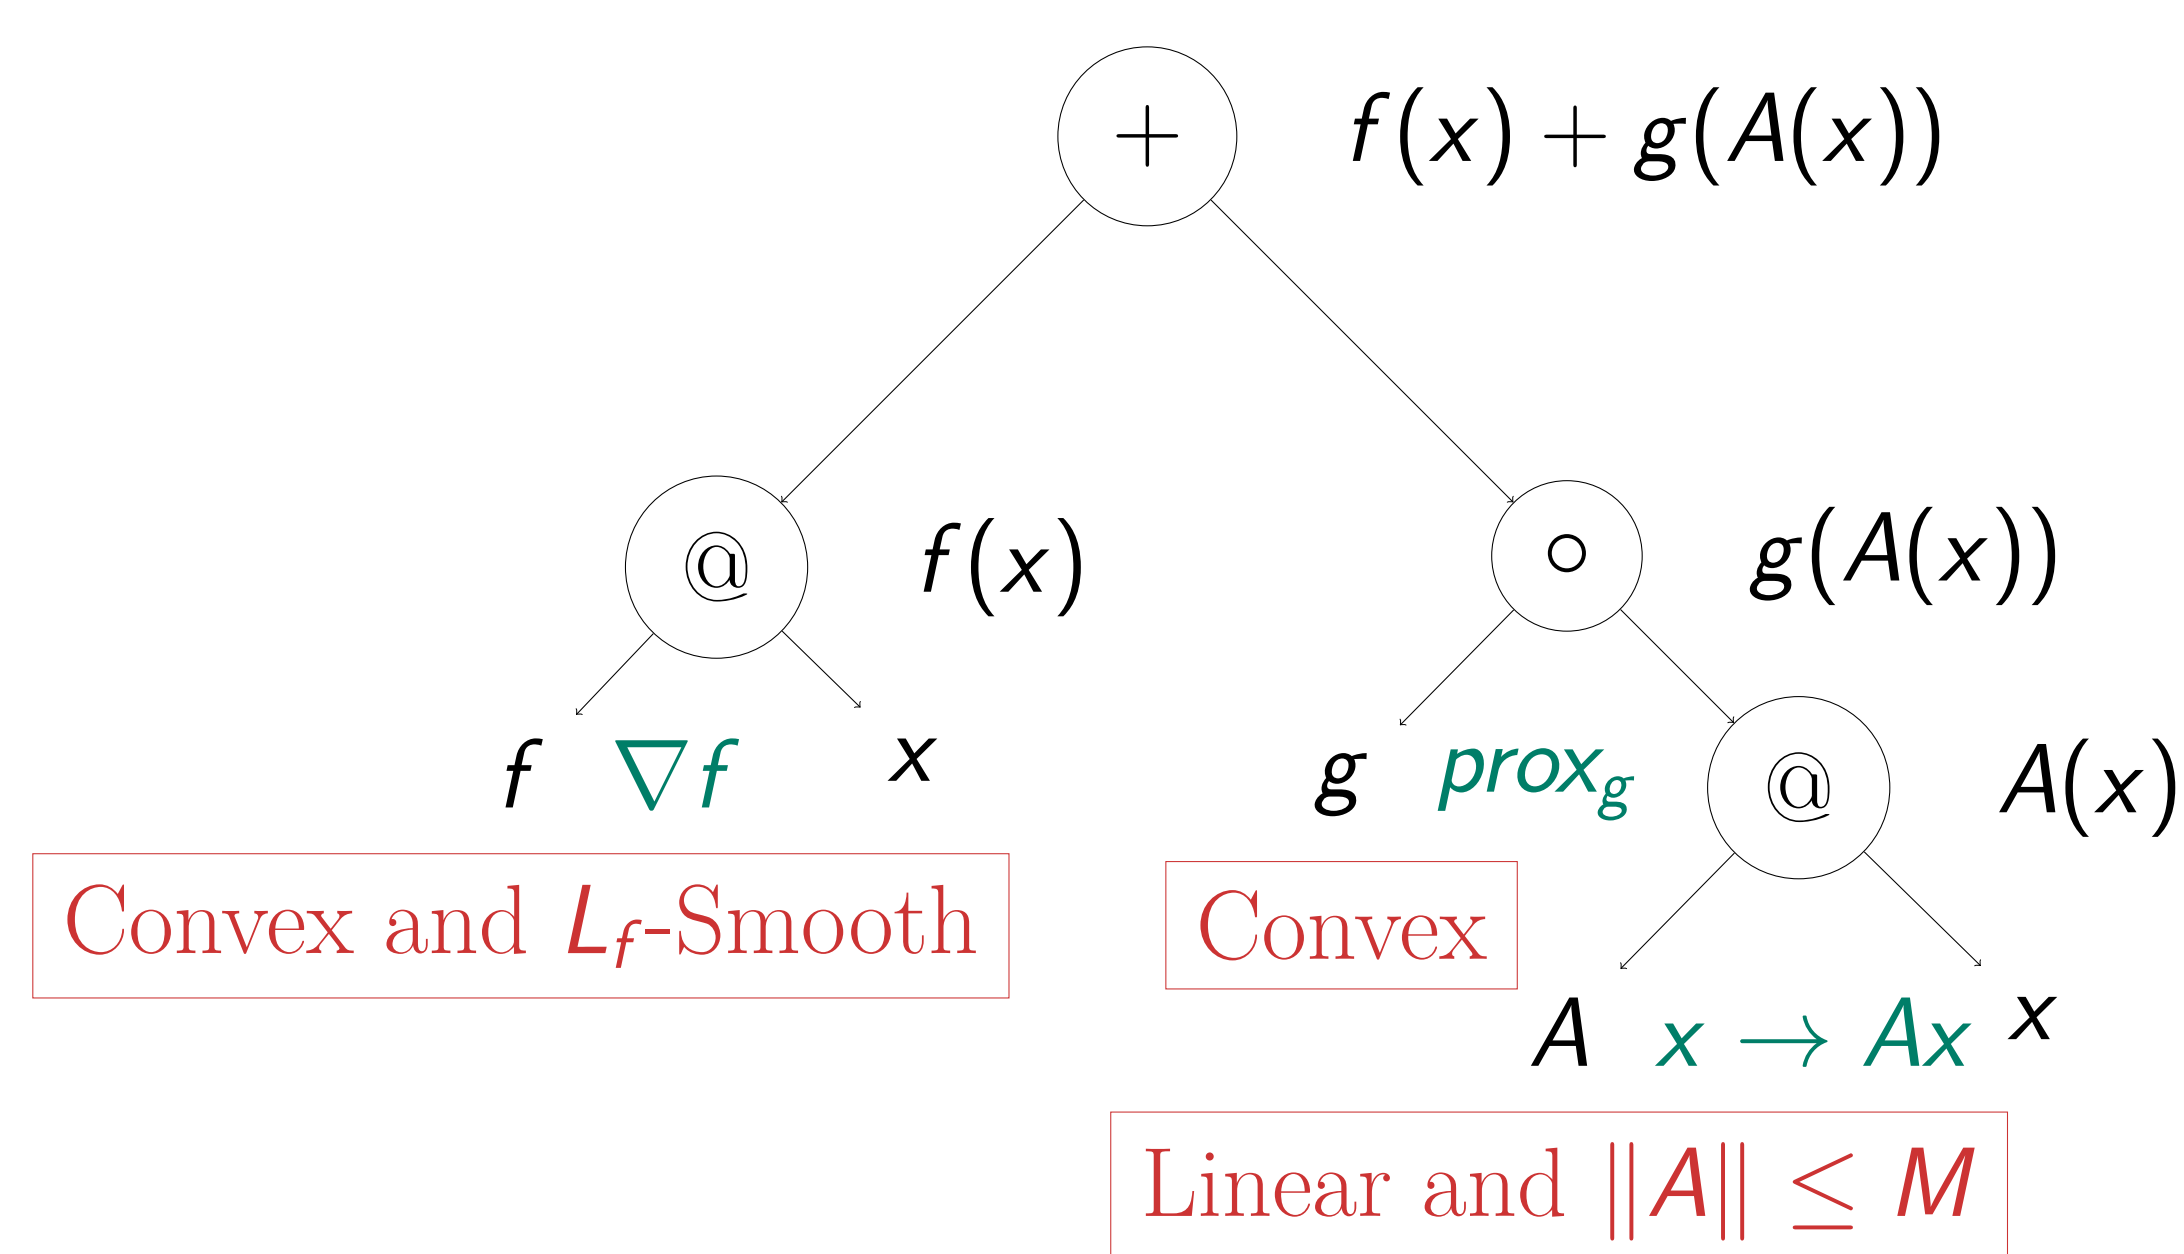 + f(x) + g(A(x))
@ f(x) ∘ g(A(x))
f ∇f x g prox_g @ A(x)
Convex and L_f-Smooth Convex
A x → Ax x
Linear and ‖A‖ ≤ M